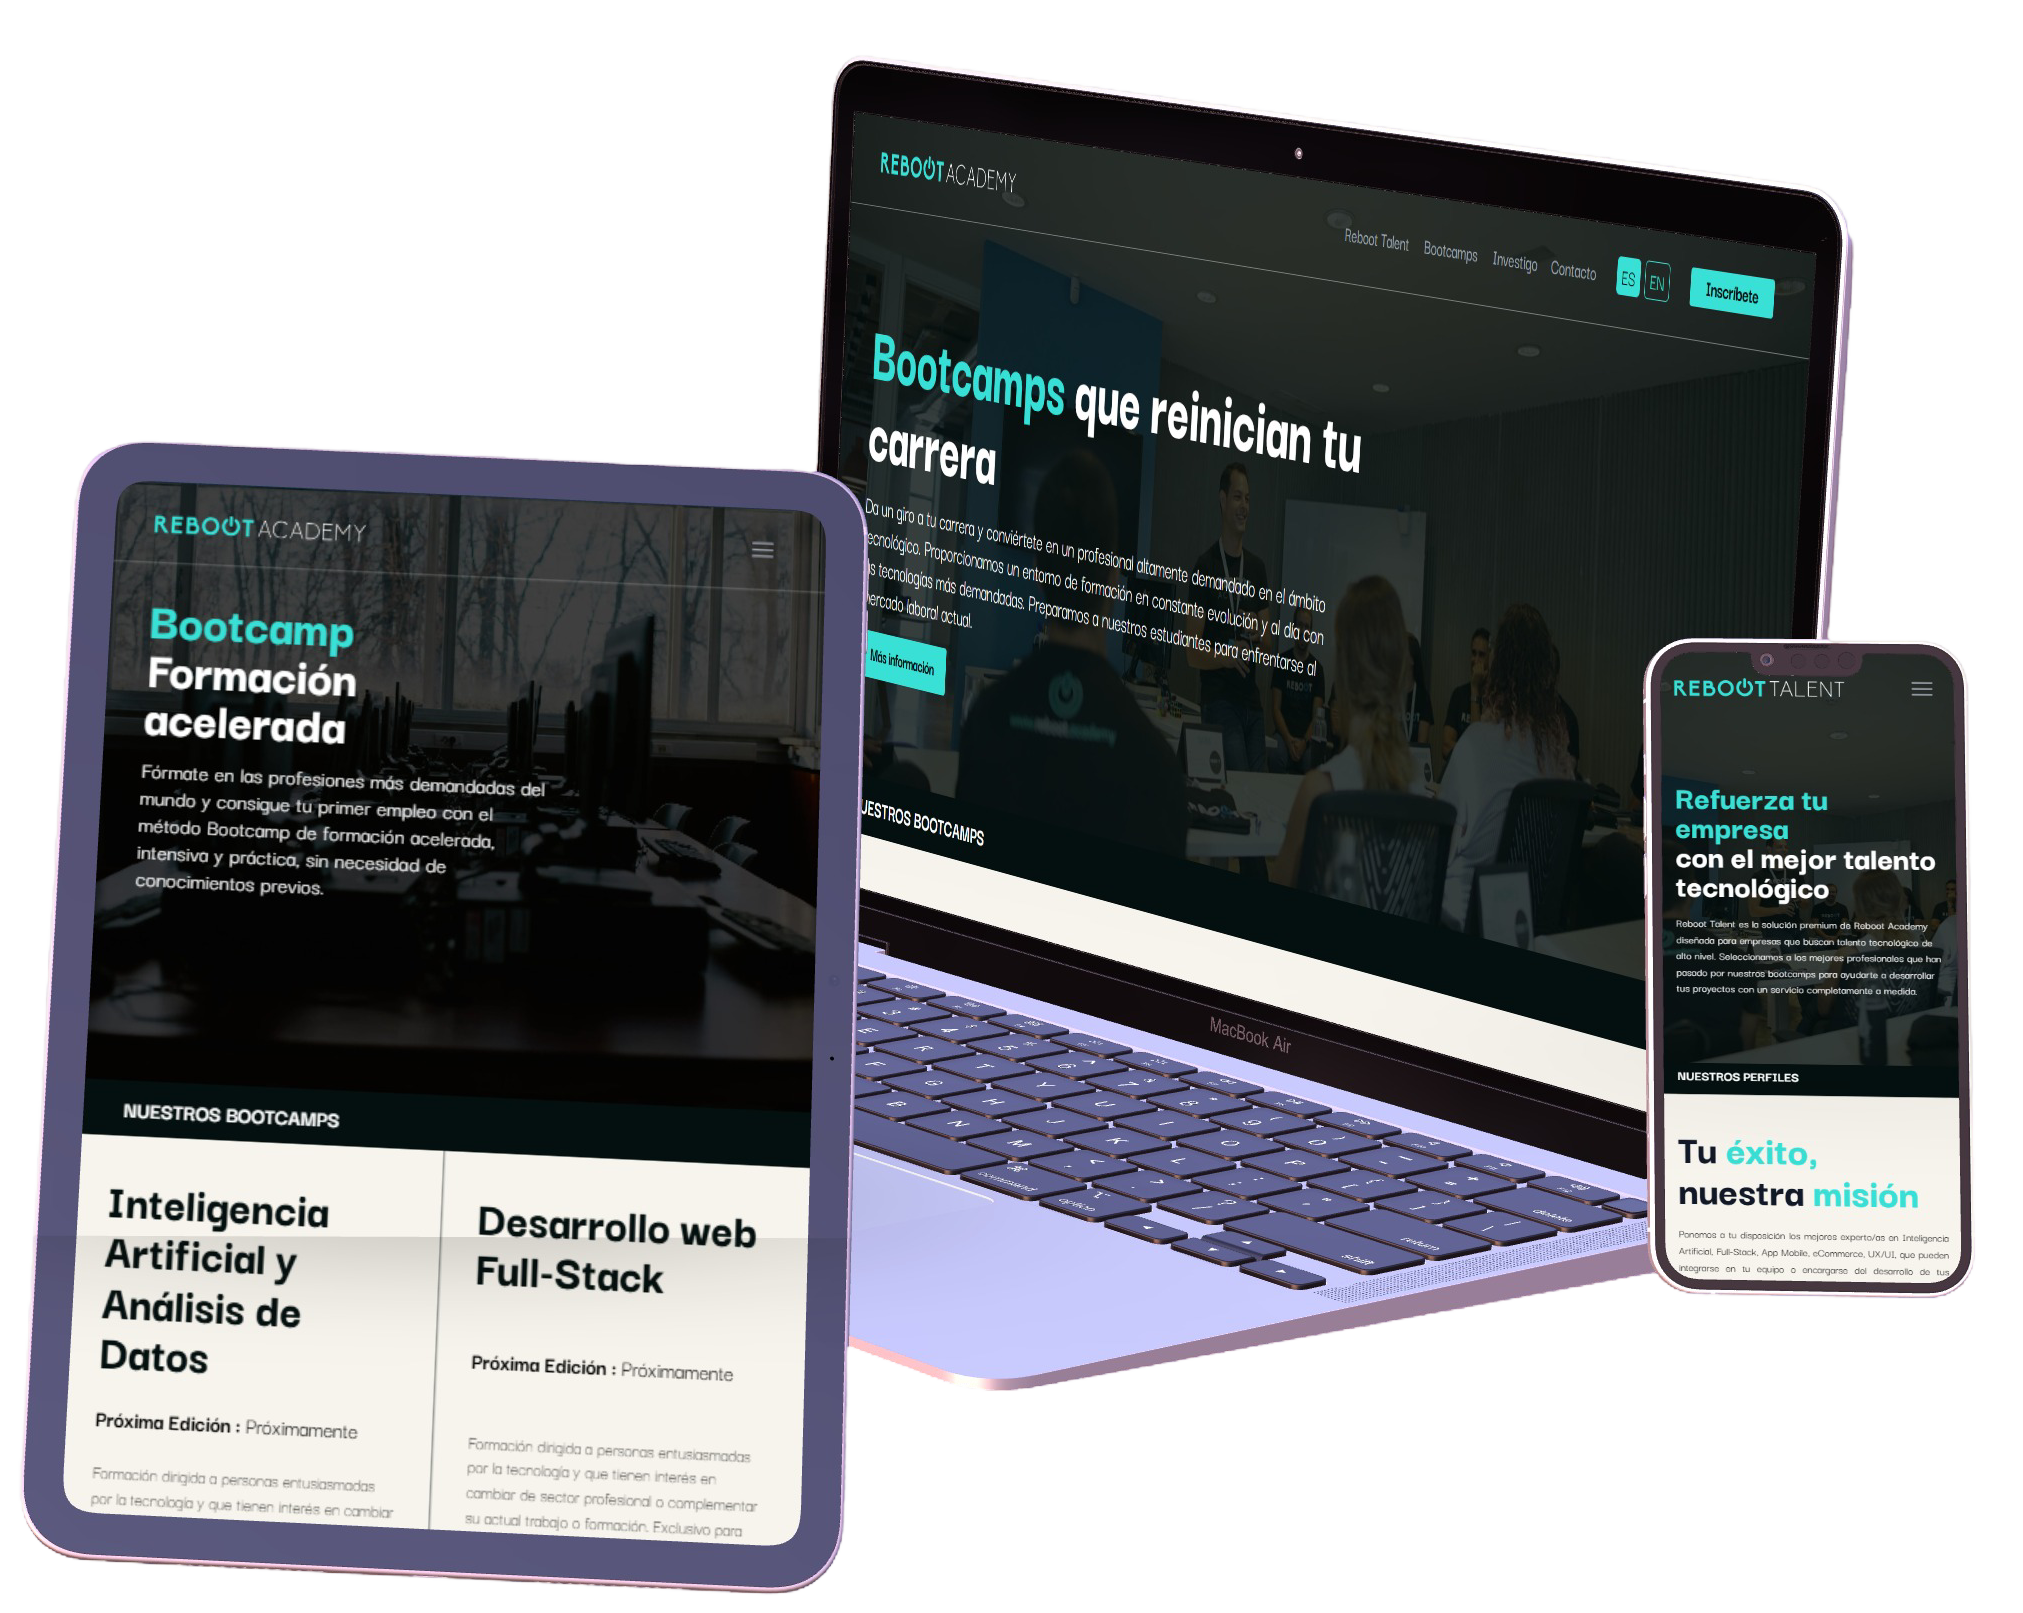 REBOOT ACADEMY
Reboot Talent Bootcamps Investigo Contacto ES EN Inscríbete
Bootcamps que reinician tu
carrera
Da un giro a tu carrera y conviértete en un profesional altamente demandado en el ámbito
ecnológico. Proporcionamos un entorno de formación en constante evolución y al día con
s tecnologías más demandadas. Preparamos a nuestros estudiantes para enfrentarse al
ercado laboral actual.
Más información
UESTROS BOOTCAMPS
MacBook Air
REBOOT ACADEMY
Bootcamp
Formación
acelerada
Fórmate en las profesiones más demandadas del
mundo y consigue tu primer empleo con el
método Bootcamp de formación acelerada,
intensiva y práctica, sin necesidad de
conocimientos previos.
NUESTROS BOOTCAMPS
Inteligencia
Artificial y
Análisis de
Datos
Próxima Edición : Próximamente
Formación dirigida a personas entusiasmadas
por la tecnología y que tienen interés en cambiar
Desarrollo web
Full-Stack
Próxima Edición : Próximamente
Formación dirigida a personas entusiasmadas
por la tecnología y que tienen interés en
cambiar de sector profesional o complementar
su actual trabajo o formación. Exclusivo para
REBOOT TALENT
Refuerza tu
empresa
con el mejor talento
tecnológico
Reboot Talent es la solución premium de Reboot Academy
diseñada para empresas que buscan talento tecnológico de
alto nivel. Seleccionamos a los mejores profesionales que han
pasado por nuestros bootcamps para ayudarte a desarrollar
tus proyectos con un servicio completamente a medida.
NUESTROS PERFILES
Tu éxito,
nuestra misión
Ponemos a tu disposición los mejores experto/as en Inteligencia
Artificial, Full-Stack, App Mobile, eCommerce, UX/UI, que pueden
integrarse en tu equipo o encargarse del desarrollo de tus